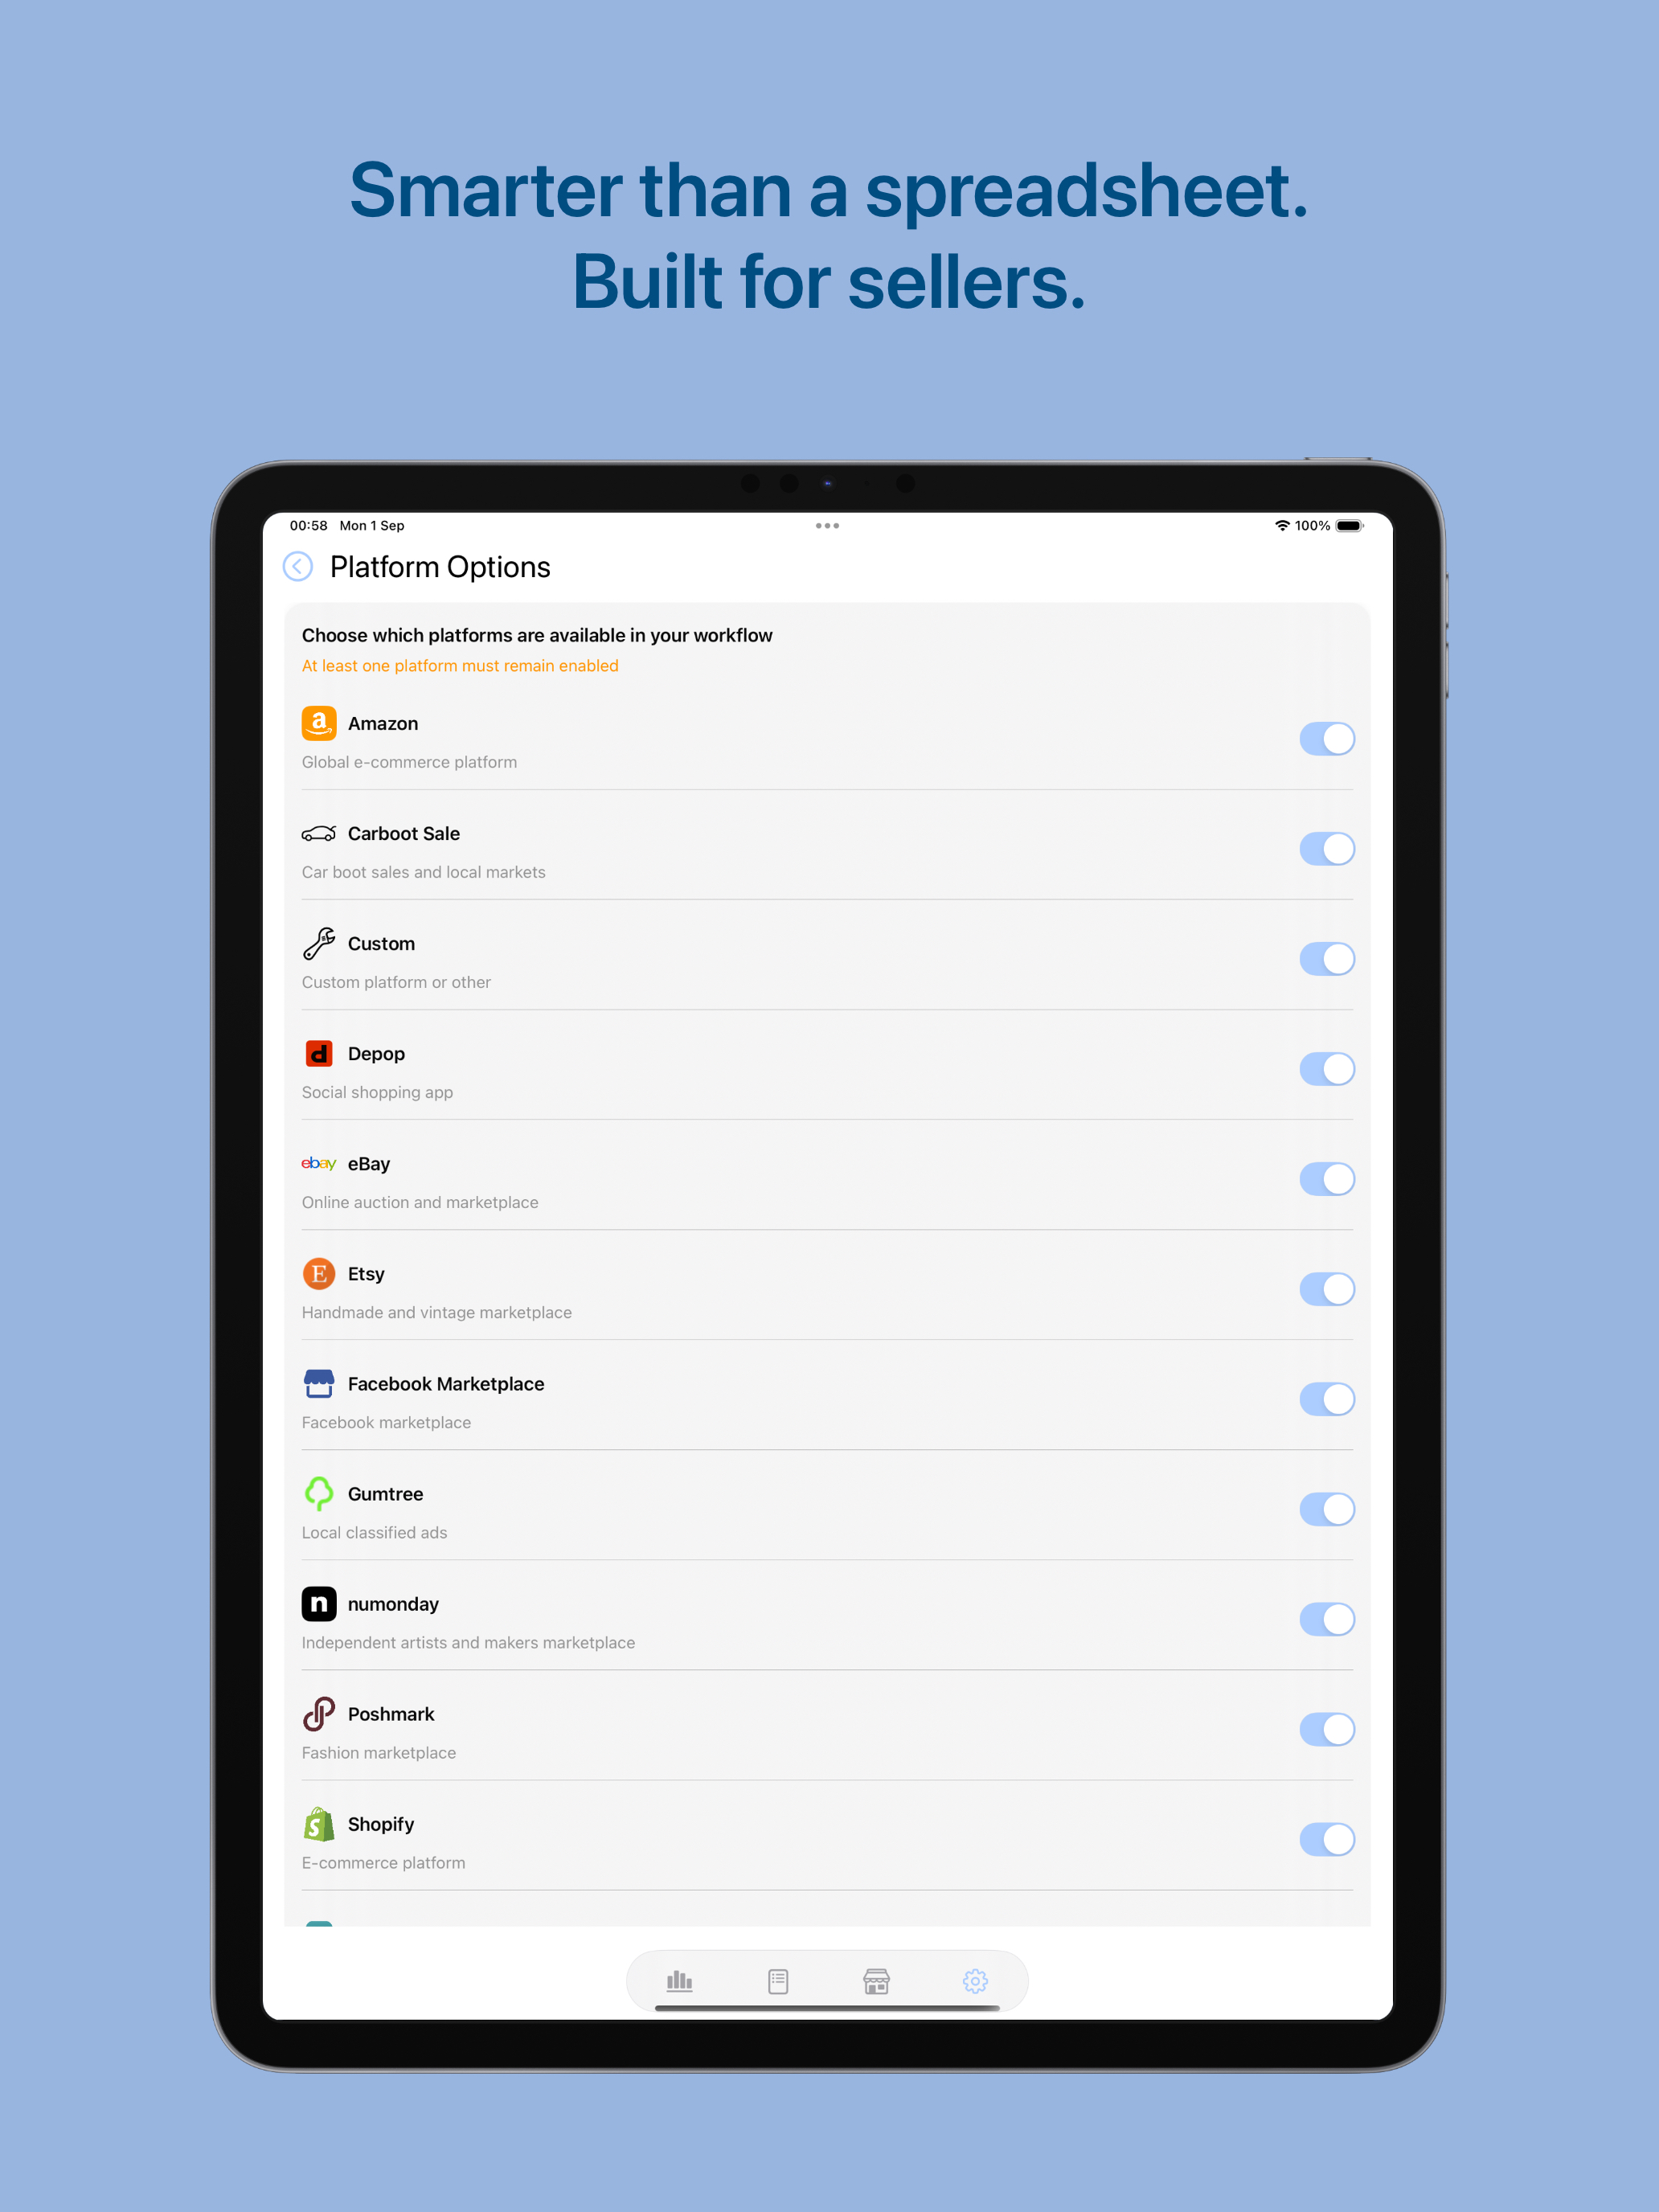 Smarter than a spreadsheet.
Built for sellers.
00:58 Mon 1 Sep
100%
Platform Options
Choose which platforms are available in your workflow
At least one platform must remain enabled
Amazon
Global e-commerce platform
Carboot Sale
Car boot sales and local markets
Custom
Custom platform or other
Depop
Social shopping app
ebay eBay
Online auction and marketplace
Etsy
Handmade and vintage marketplace
Facebook Marketplace
Facebook marketplace
Gumtree
Local classified ads
numonday
Independent artists and makers marketplace
Poshmark
Fashion marketplace
Shopify
E-commerce platform